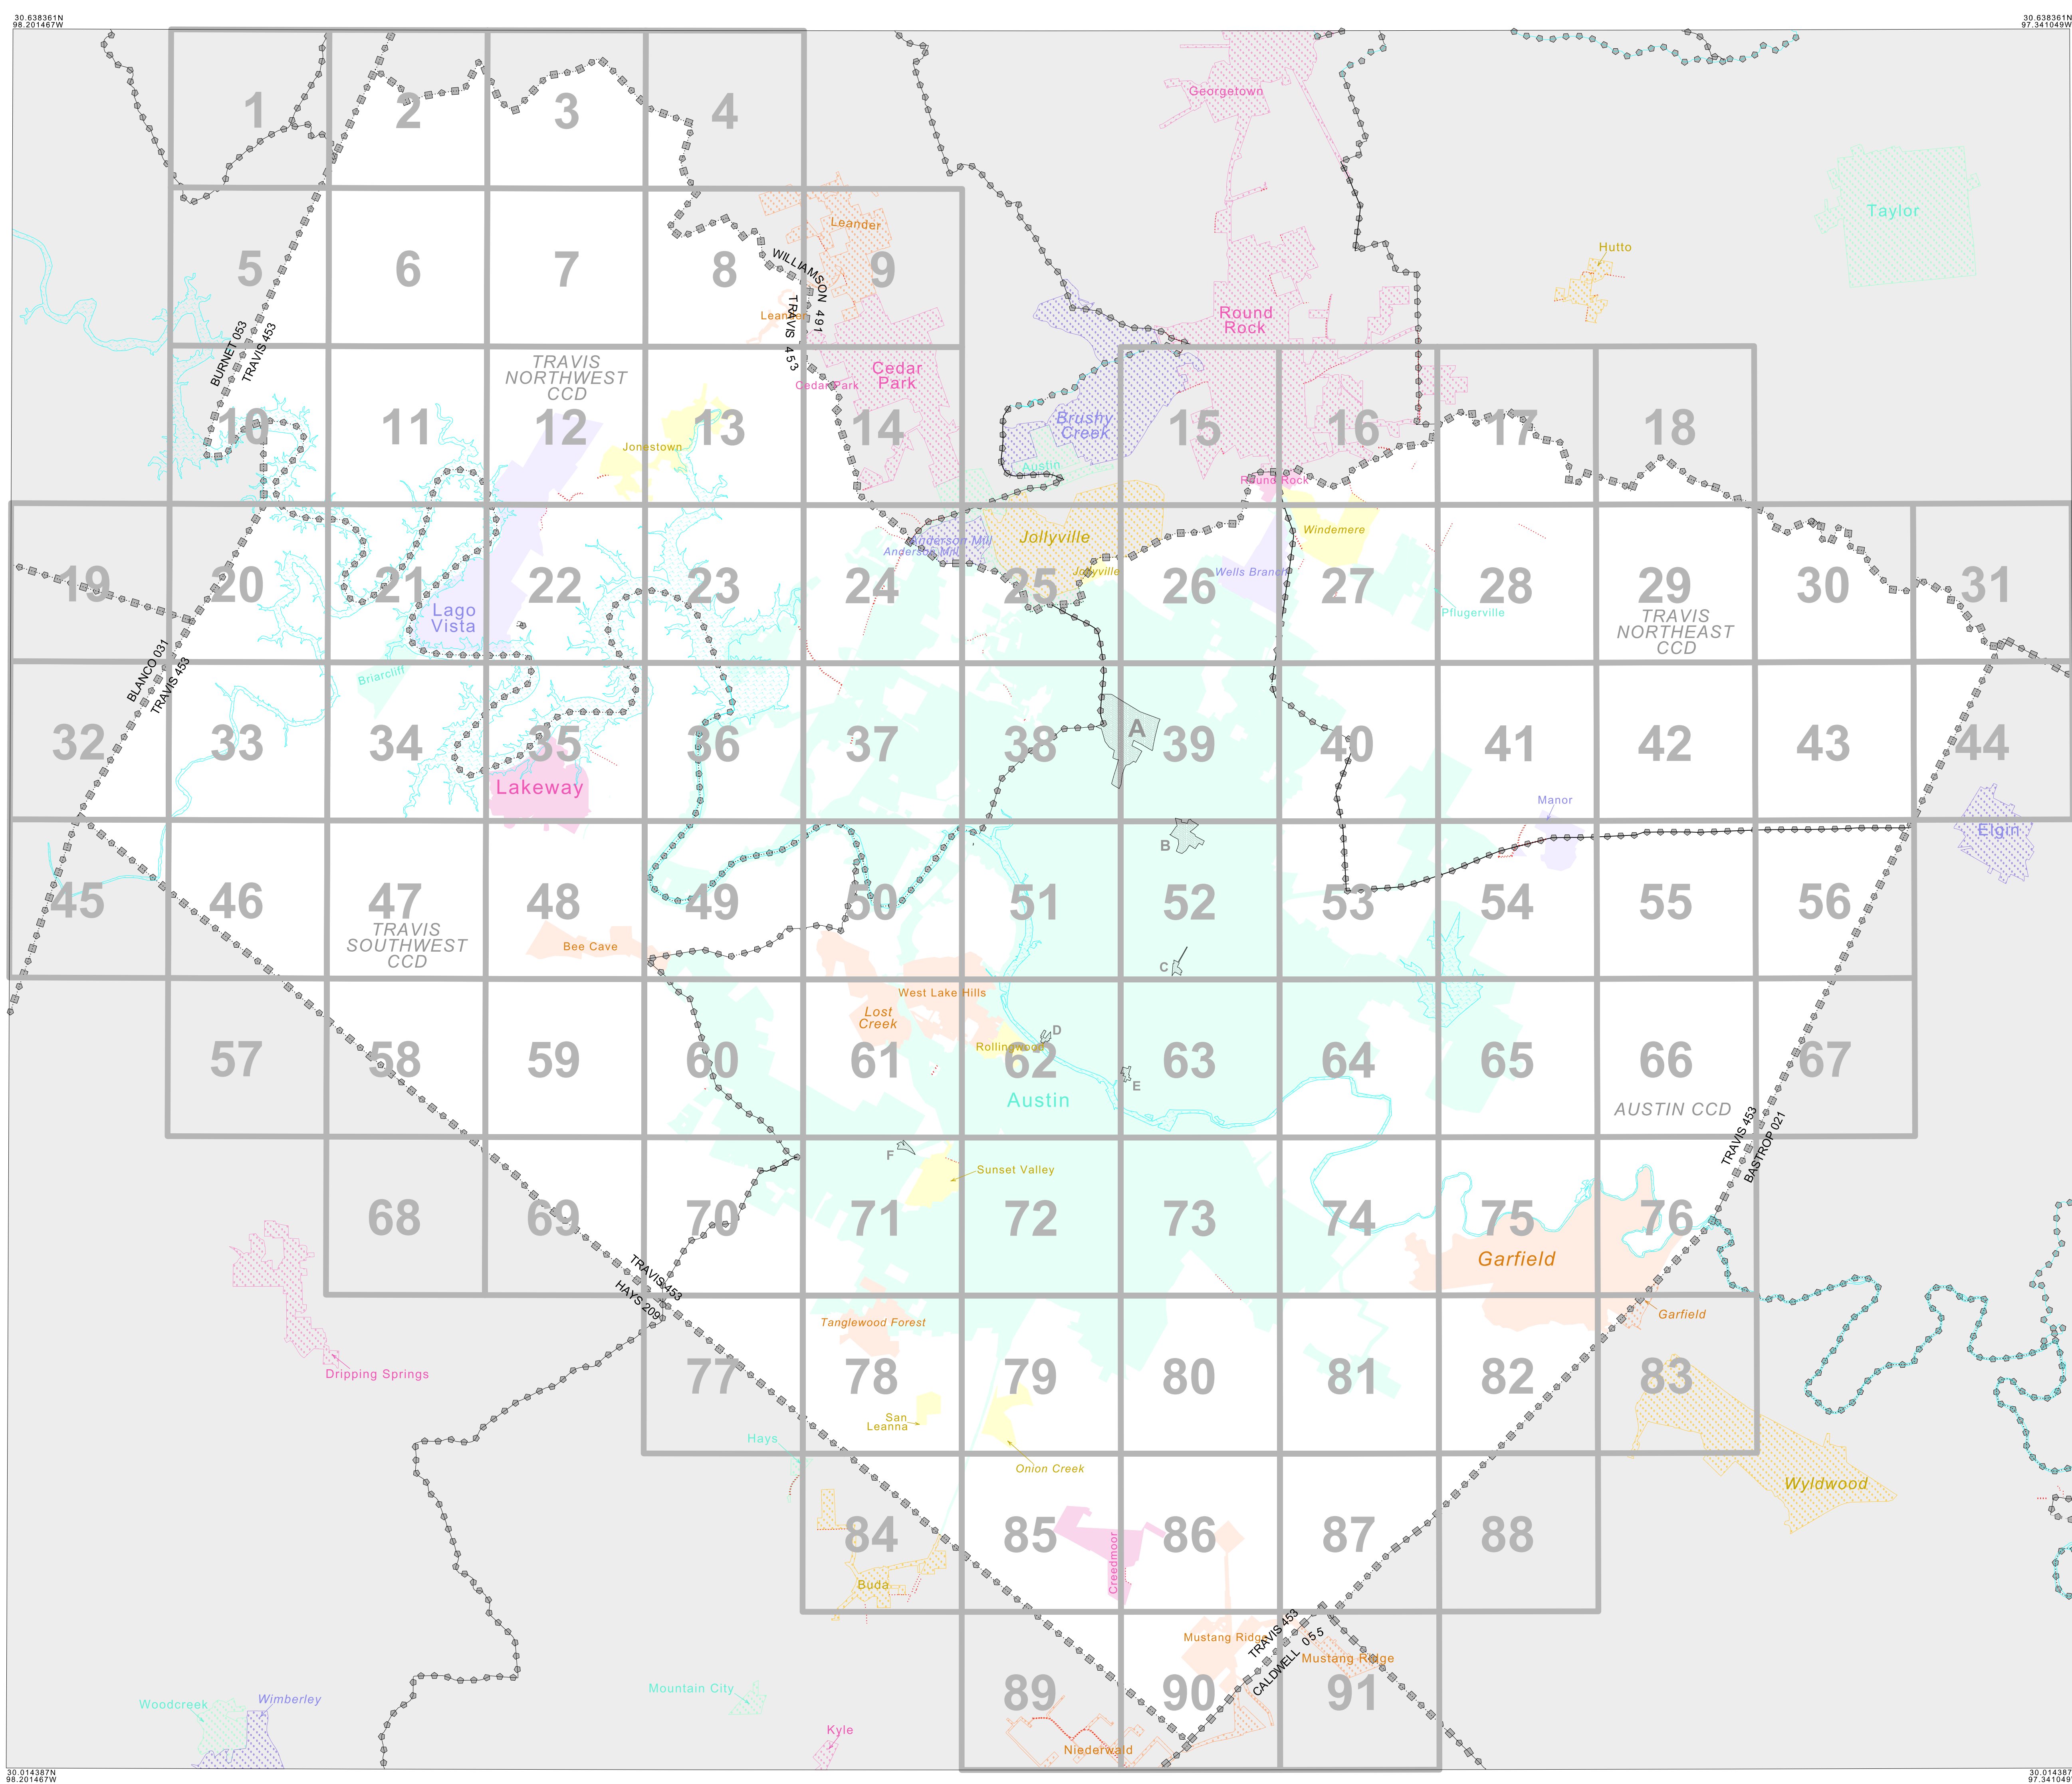 30.638361N
98.201467W
30.638361N
97.341049W
Georgetown
1
2
3
4
Taylor
Leander
Hutto
5
6
7
8
9
WILLIAMSON 491
TRAVIS 453
Leander
Round
Rock
BURNET 053
TRAVIS 453
TRAVIS
NORTHWEST
CCD
Cedar
Park
Cedar Park
Brushy
Creek
10
11
12
13
14
15
16
17
18
Jonestown
Austin
Round Rock
Windemere
Jollyville
Anderson Mill
Anderson Mill
Jollyville
Wells Branch
19
20
21
22
23
24
25
26
27
28
29
30
31
Lago
Vista
Pflugerville
TRAVIS
NORTHEAST
CCD
BLANCO 031
TRAVIS 453
Briarcliff
A
32
33
34
35
36
37
38
39
40
41
42
43
44
Lakeway
Manor
Elgin
B
45
46
47
48
49
50
51
52
53
54
55
56
TRAVIS
SOUTHWEST
CCD
Bee Cave
C
West Lake Hills
Lost
Creek
D
Rollingwood
57
58
59
60
61
62
63
64
65
66
67
E
Austin
AUSTIN CCD
TRAVIS 453
BASTROP 021
F
Sunset Valley
68
69
70
71
72
73
74
75
76
Garfield
TRAVIS 453
HAYS 209
Garfield
Tanglewood Forest
Dripping Springs
77
78
79
80
81
82
83
San
Leanna
Hays
Onion Creek
Wyldwood
84
85
86
87
88
Creedmoor
Buda
Mustang Ridge
TRAVIS 453
CALDWELL 055
Mustang Ridge
89
90
91
Mountain City
Woodcreek
Wimberley
Kyle
Niederwald
30.014387N
98.201467W
30.014387N
97.341049W